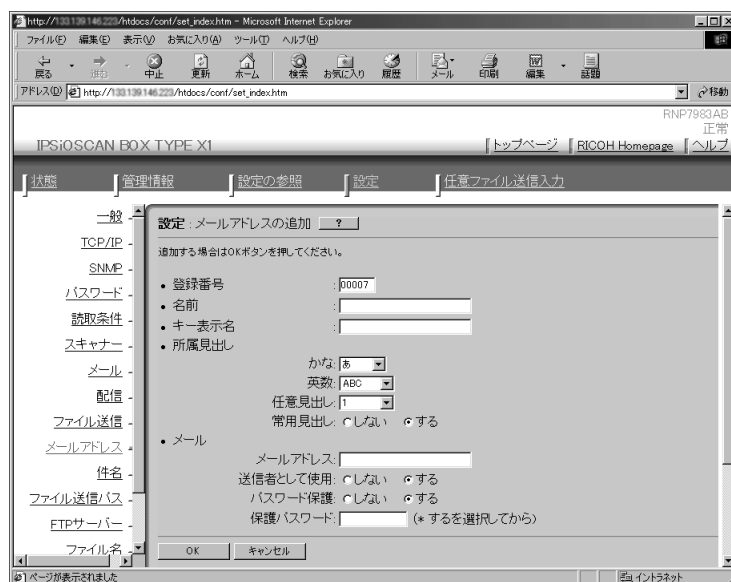 http://133.139.146.223/htdocs/conf/set_index.htm - Microsoft Internet Explorer
ファイル(F) 編集(E) 表示(V) お気に入り(A) ツール(T) ヘルプ(H)
戻る 進む 中止 更新 ホーム 検索 お気に入り 履歴 メール 印刷 編集 話題
アドレス(D) http://133.139.146.223/htdocs/conf/set_index.htm 移動
RNP7983AB
正常
IPSiOSCAN BOX TYPE X1 トップページ RICOH Homepage ヘルプ
状態 管理情報 設定の参照 設定 任意ファイル送信入力
一般
TCP/IP
SNMP
パスワード
読取条件
スキャナー
メール
配信
ファイル送信
メールアドレス
件名
ファイル送信パス
FTPサーバー
ファイル名
設定 : メールアドレスの追加 ?
追加する場合はOKボタンを押してください。
• 登録番号 : 00007
• 名前 :
• キー表示名 :
• 所属見出し
かな: あ
英数: ABC
任意見出し: 1
常用見出し: しない する
• メール
メールアドレス:
送信者として使用: しない する
パスワード保護: しない する
保護パスワード: (* するを選択してから)
OK キャンセル
ページが表示されました イントラネット